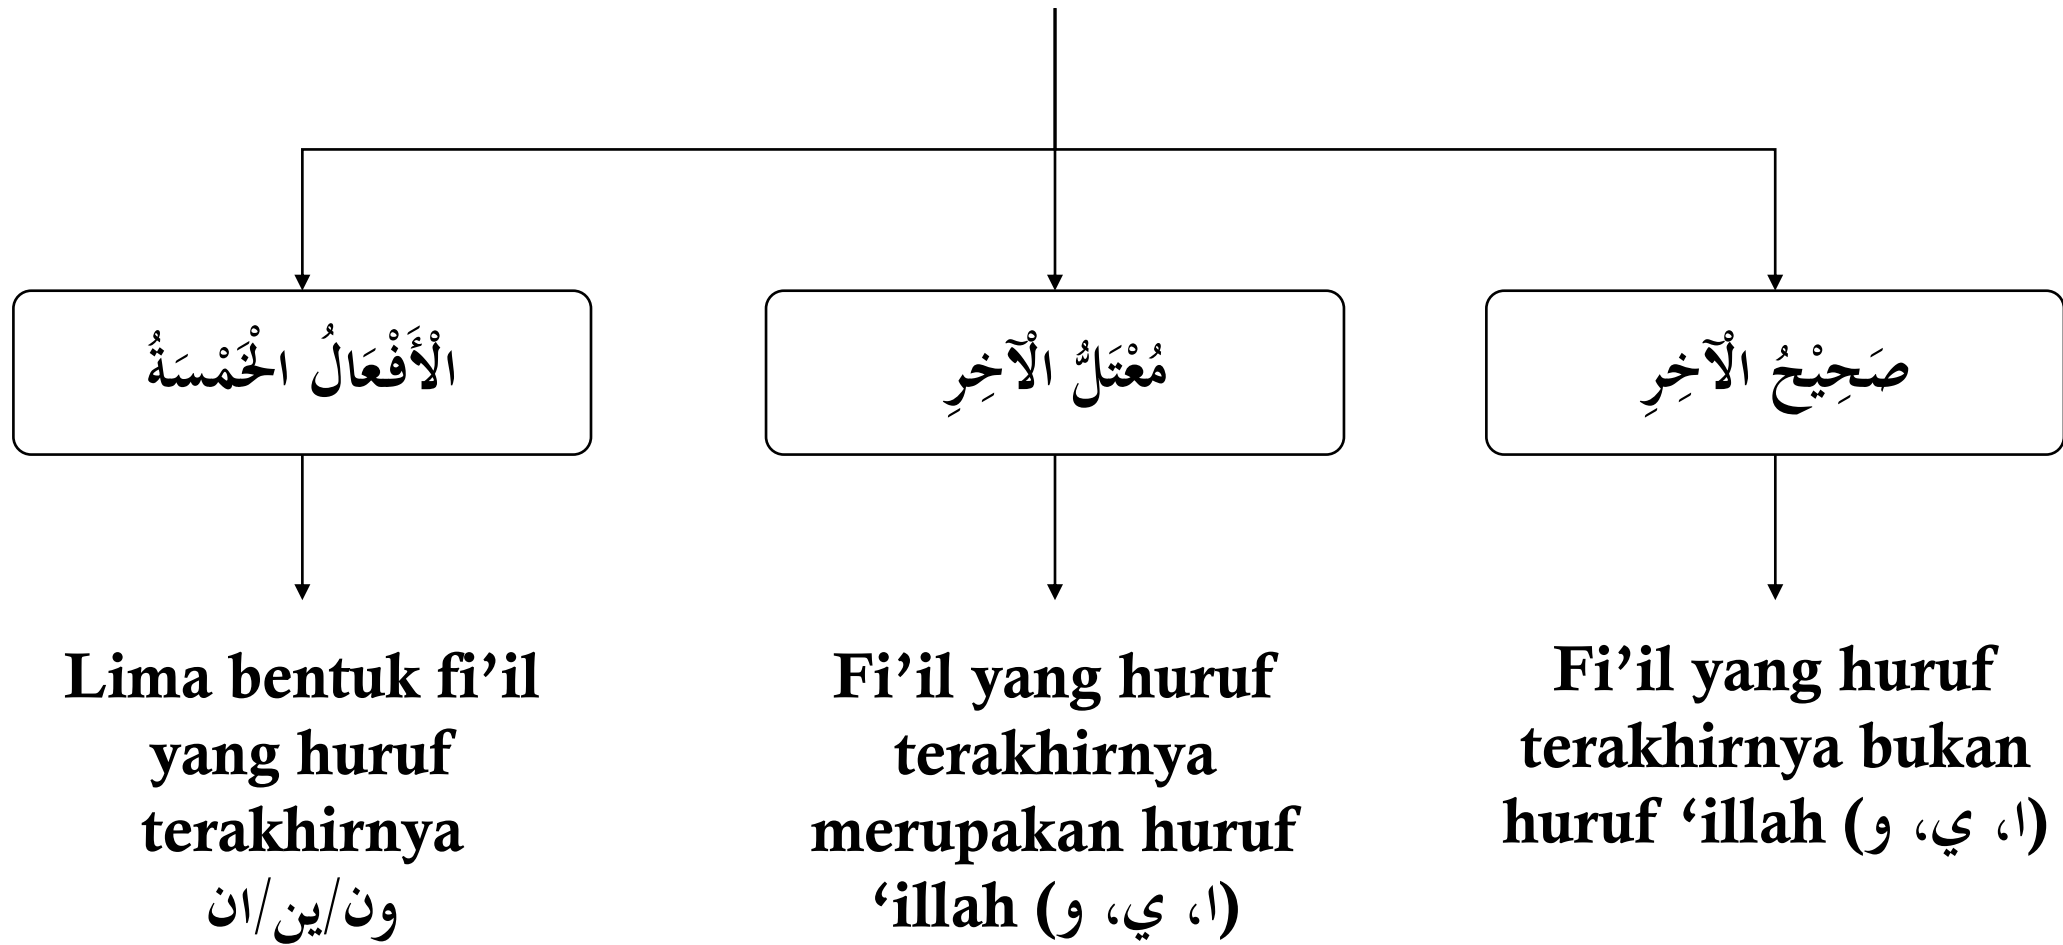 الْأَفْعَالُ الْخَمْسَةُ
مُعْتَلُّ الْآخِرِ
صَحِيْحُ الْآخِرِ
Lima bentuk fi’il
yang huruf
terakhirnya
ون/ين/ان
Fi’il yang huruf
terakhirnya
merupakan huruf
‘illah (ا، ي، و)
Fi’il yang huruf
terakhirnya bukan
huruf ‘illah (ا، ي، و)